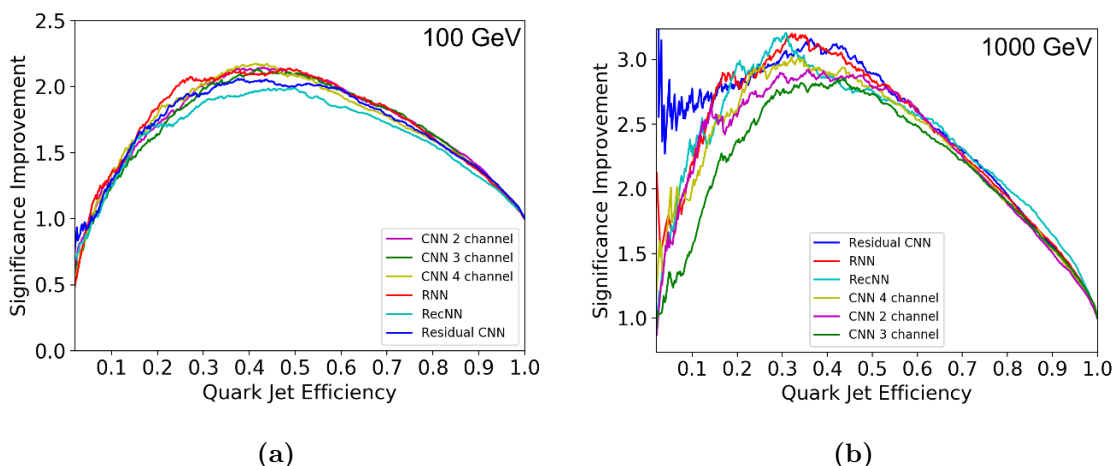 100 GeV
Significance Improvement
2.5
2.0
1.5
1.0
0.5
0.0
CNN 2 channel
CNN 3 channel
CNN 4 channel
RNN
RecNN
Residual CNN
0.1 0.2 0.3 0.4 0.5 0.6 0.7 0.8 0.9 1.0
Quark Jet Efficiency
(a)
1000 GeV
Significance Improvement
3.0
2.5
2.0
1.5
1.0
Residual CNN
RNN
RecNN
CNN 4 channel
CNN 2 channel
CNN 3 channel
0.1 0.2 0.3 0.4 0.5 0.6 0.7 0.8 0.9 1.0
Quark Jet Efficiency
(b)